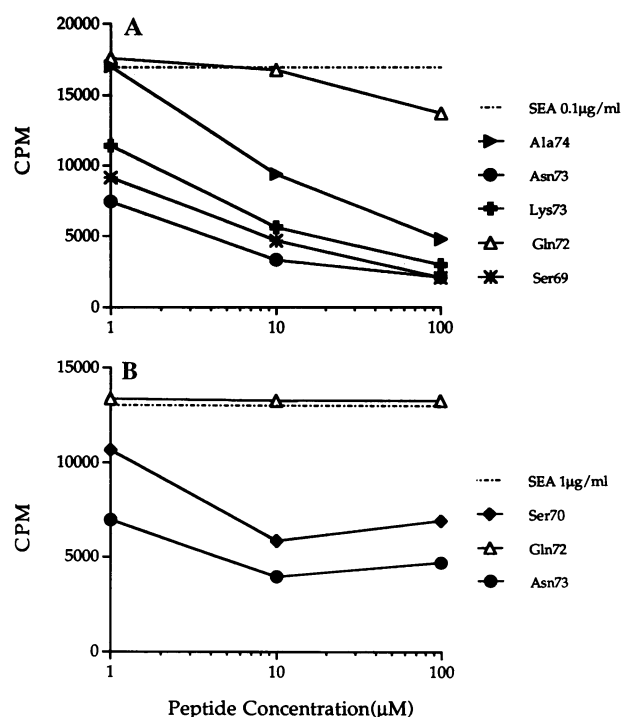 A
20000
15000
10000
5000
0
CPM
1
10
100
SEA 0.1µg/ml
Ala74
Asn73
Lys73
Gln72
Ser69
B
15000
10000
5000
0
CPM
1
10
100
SEA 1µg/ml
Ser70
Gln72
Asn73
Peptide Concentration(µM)